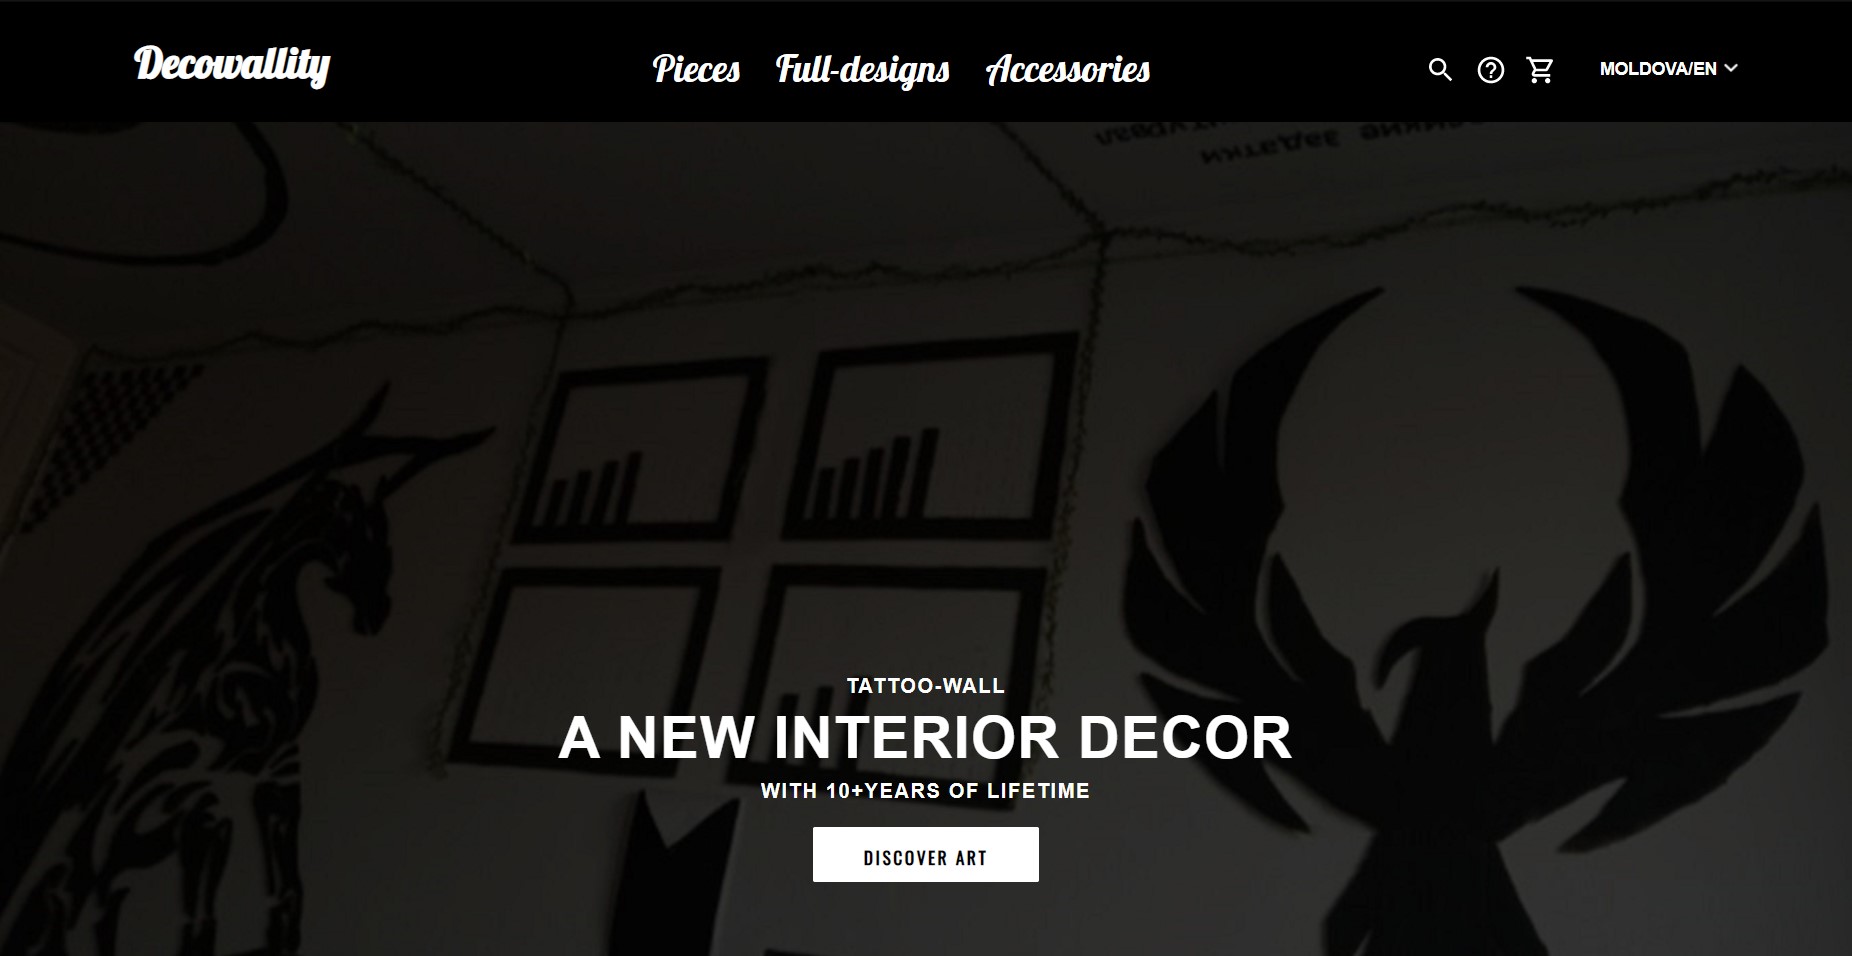 Decowallity
Pieces Full-designs Accessories
MOLDOVA/EN
задатки
TATTOO-WALL
A NEW INTERIOR DECOR
WITH 10+YEARS OF LIFETIME
DISCOVER ART